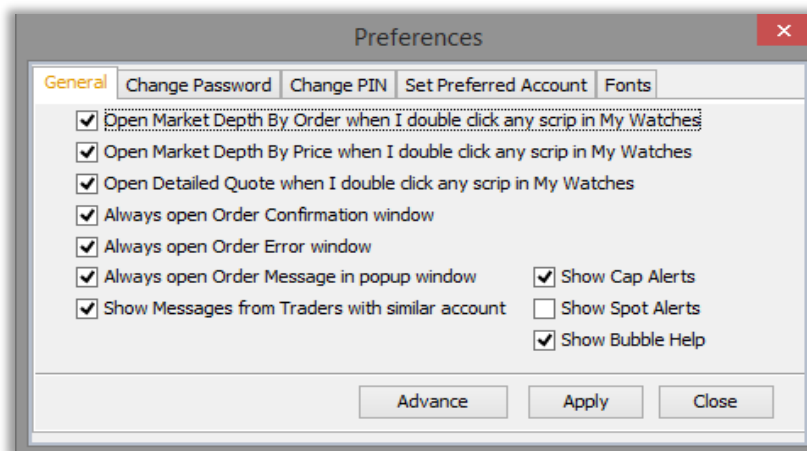 Preferences
General Change Password Change PIN Set Preferred Account Fonts
Open Market Depth By Order when I double click any scrip in My Watches
Open Market Depth By Price when I double click any scrip in My Watches
Open Detailed Quote when I double click any scrip in My Watches
Always open Order Confirmation window
Always open Order Error window
Always open Order Message in popup window Show Cap Alerts
Show Messages from Traders with similar account Show Spot Alerts
Show Bubble Help
Advance Apply Close